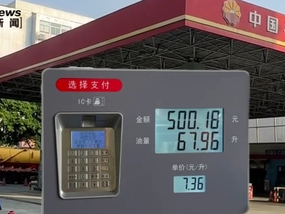 news
新闻
中国
选择支付
IC卡
金额 500.16 元
油量 67.96 升
单价(元/升)
7.36